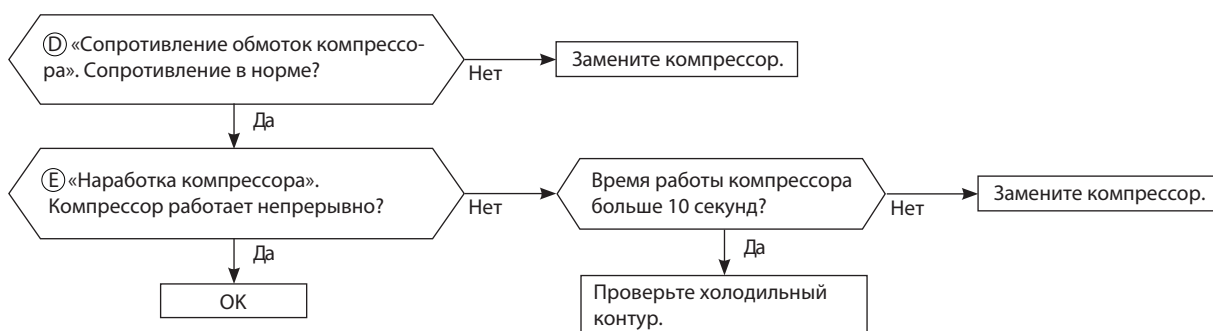 Ⓓ «Сопротивление обмоток компрессо-
ра». Сопротивление в норме?
Нет
Замените компрессор.
Да
Ⓔ «Наработка компрессора».
Компрессор работает непрерывно?
Нет
Время работы компрессора
больше 10 секунд?
Нет
Замените компрессор.
Да
OK
Да
Проверьте холодильный
контур.